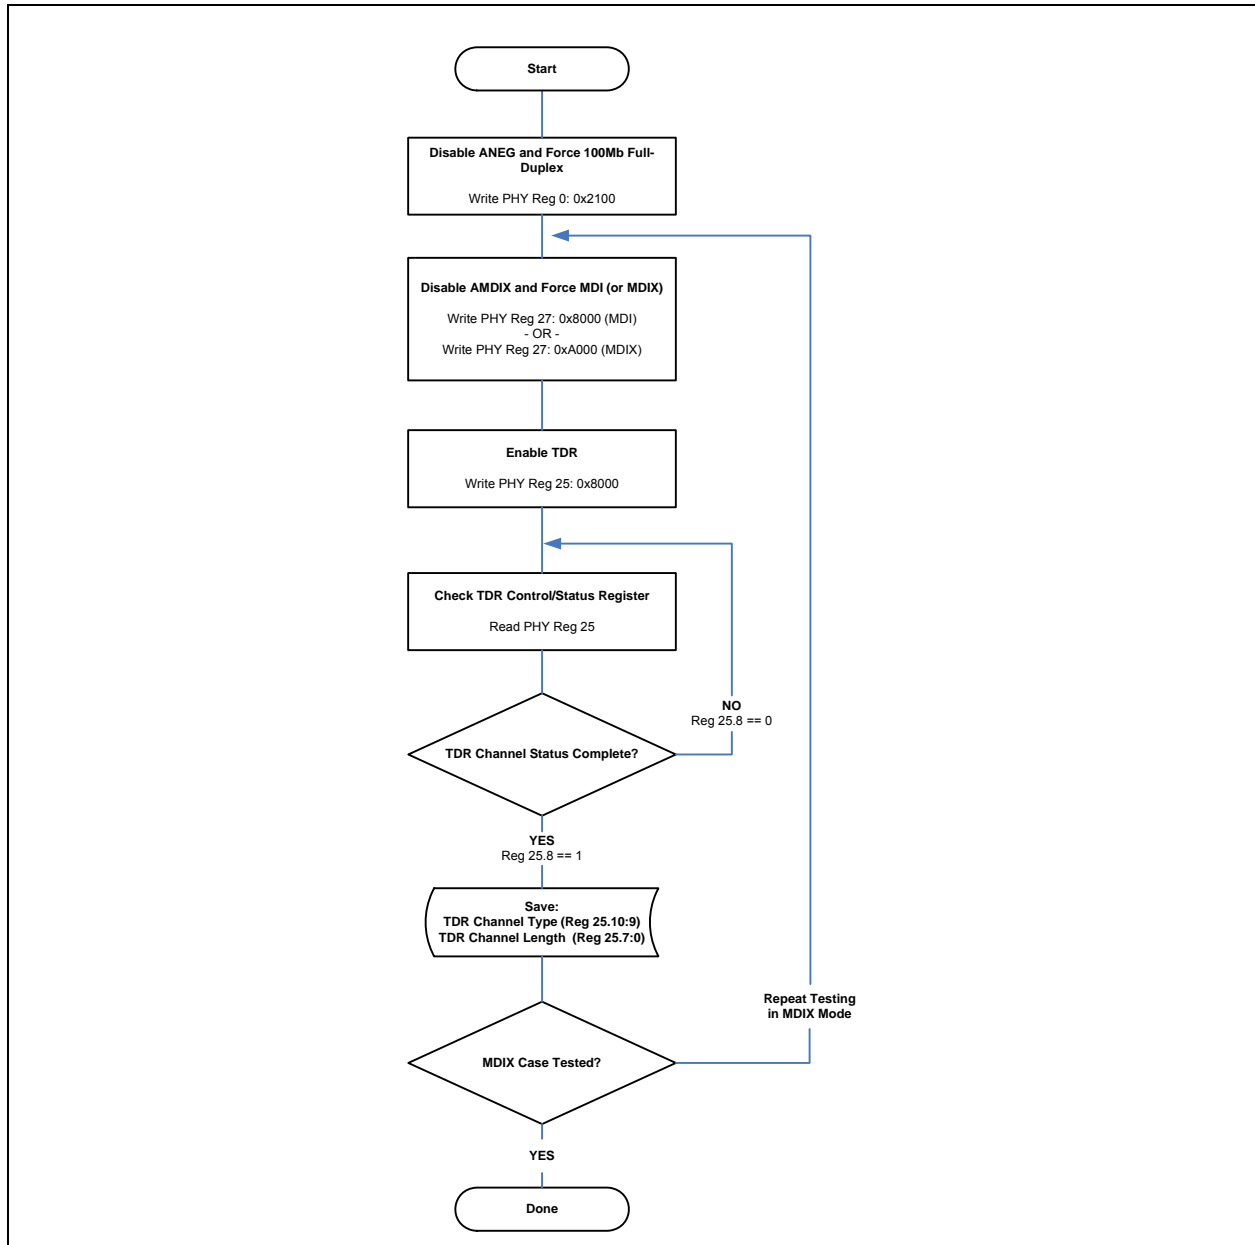 Start
Disable ANEG and Force 100Mb Full-
Duplex
Write PHY Reg 0: 0x2100
Disable AMDIX and Force MDI (or MDIX)
Write PHY Reg 27: 0x8000 (MDI)
- OR -
Write PHY Reg 27: 0xA000 (MDIX)
Enable TDR
Write PHY Reg 25: 0x8000
Check TDR Control/Status Register
Read PHY Reg 25
NO
Reg 25.8 == 0
TDR Channel Status Complete?
YES
Reg 25.8 == 1
Save:
TDR Channel Type (Reg 25.10:9)
TDR Channel Length (Reg 25.7:0)
Repeat Testing
in MDIX Mode
MDIX Case Tested?
YES
Done